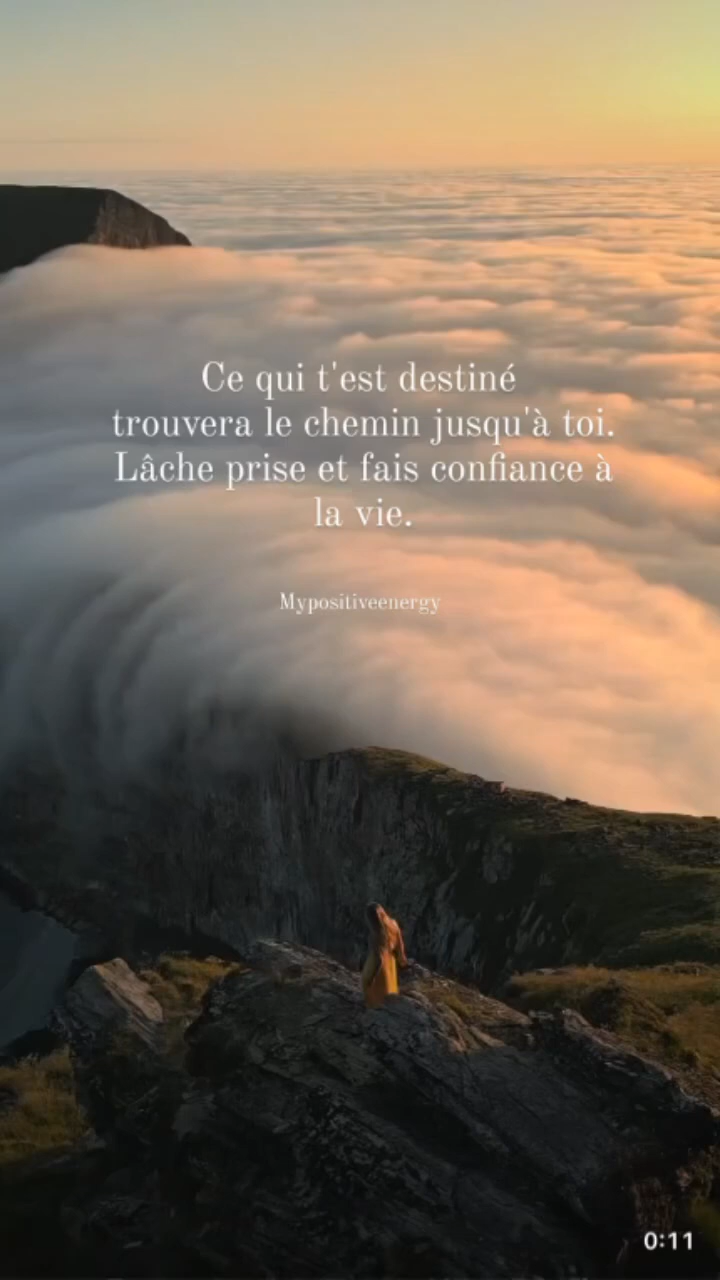 Ce qui t'est destiné
trouvera le chemin jusqu'à toi.
Lâche prise et fais confiance à
la vie.
Mypositiveenergy
0:11